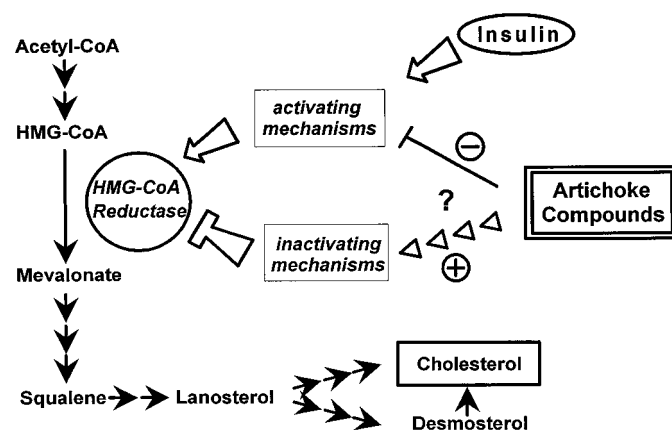 Acetyl-CoA
Insulin
HMG-CoA
activating
mechanisms
−
HMG-CoA
Reductase
Artichoke
Compounds
?
inactivating
mechanisms
+
Mevalonate
Cholesterol
Squalene
Lanosterol
Desmosterol